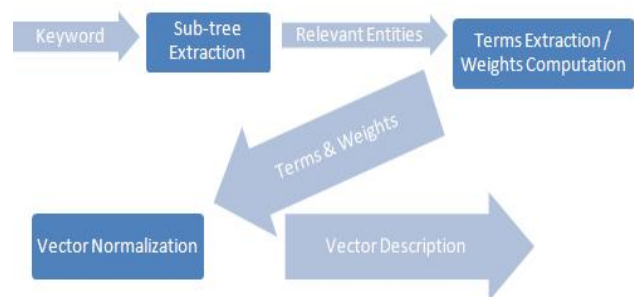 Keyword
Sub-tree
Extraction
Relevant Entities
Terms Extraction /
Weights Computation
Terms & Weights
Vector Normalization
Vector Description